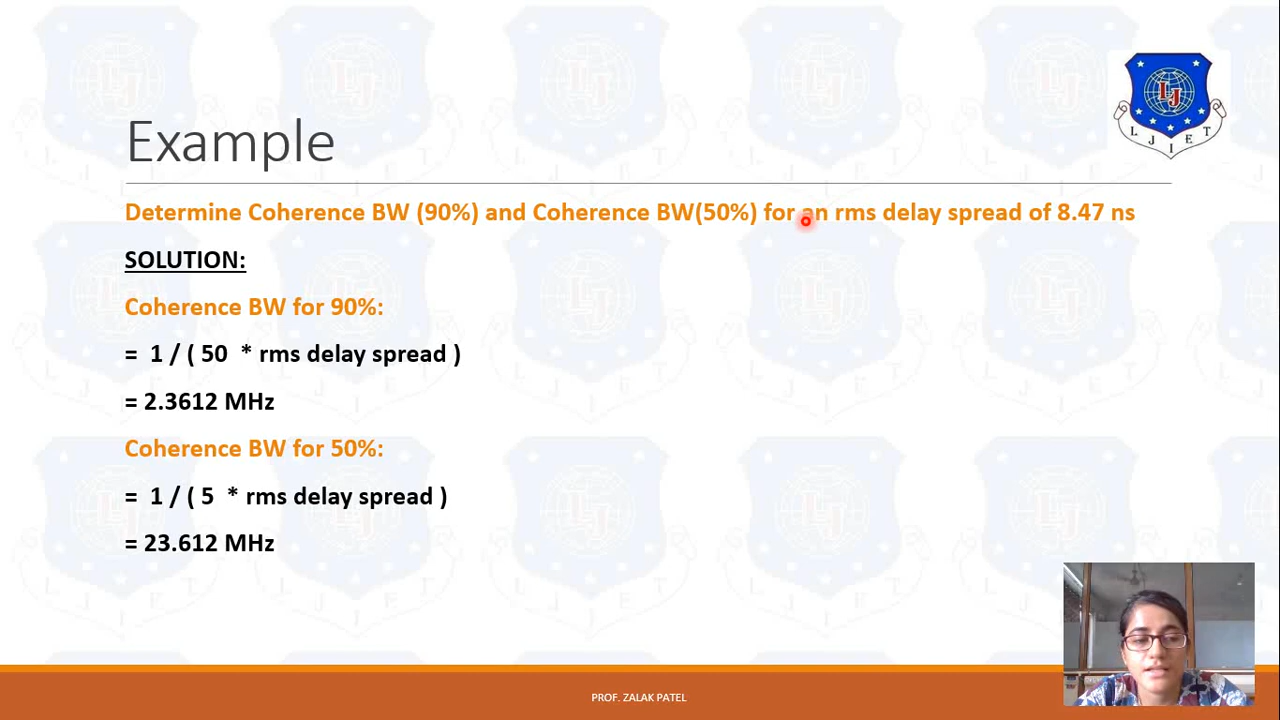 LJIET
Example
Determine Coherence BW (90%) and Coherence BW(50%) for an rms delay spread of 8.47 ns
SOLUTION:
Coherence BW for 90%:
= 1 / ( 50 * rms delay spread )
= 2.3612 MHz
Coherence BW for 50%:
= 1 / ( 5 * rms delay spread )
= 23.612 MHz
PROF. ZALAK PATEL